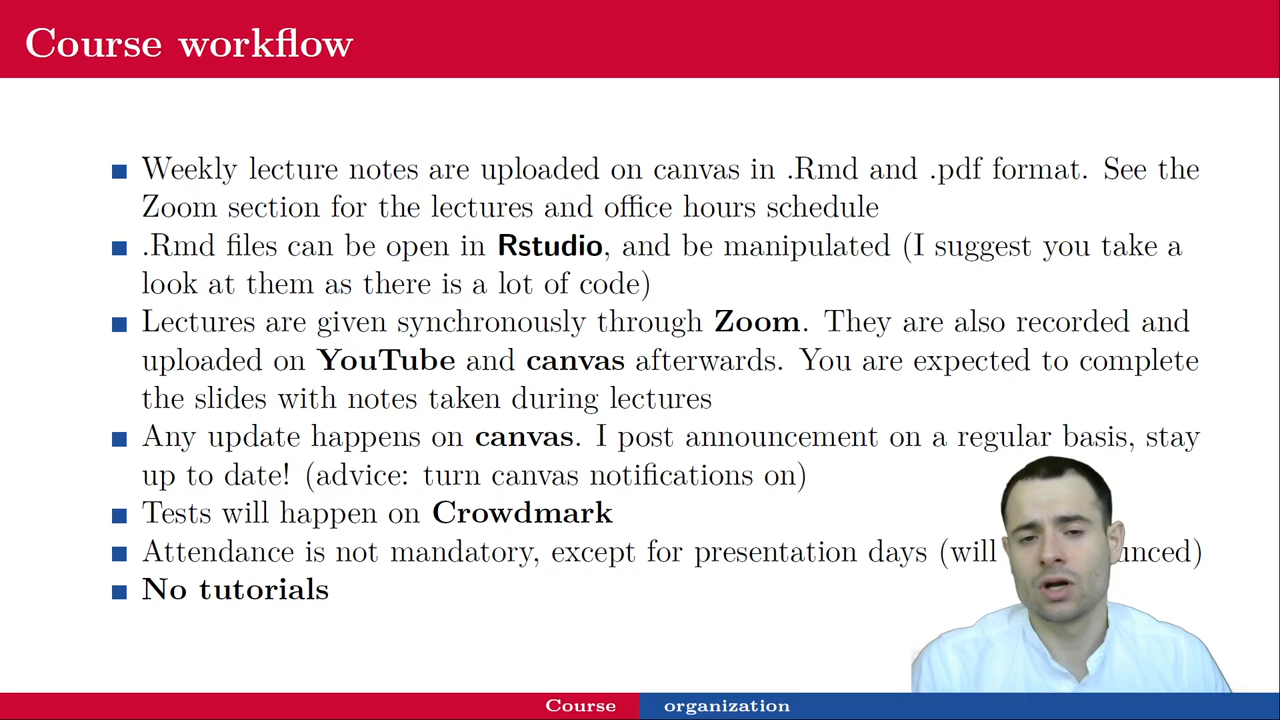 Course workflow
Weekly lecture notes are uploaded on canvas in .Rmd and .pdf format. See the
Zoom section for the lectures and office hours schedule
.Rmd files can be open in Rstudio, and be manipulated (I suggest you take a
look at them as there is a lot of code)
Lectures are given synchronously through Zoom. They are also recorded and
uploaded on YouTube and canvas afterwards. You are expected to complete
the slides with notes taken during lectures
Any update happens on canvas. I post announcement on a regular basis, stay
up to date! (advice: turn canvas notifications on)
Tests will happen on Crowdmark
Attendance is not mandatory, except for presentation days (will
No tutorials
Course organization